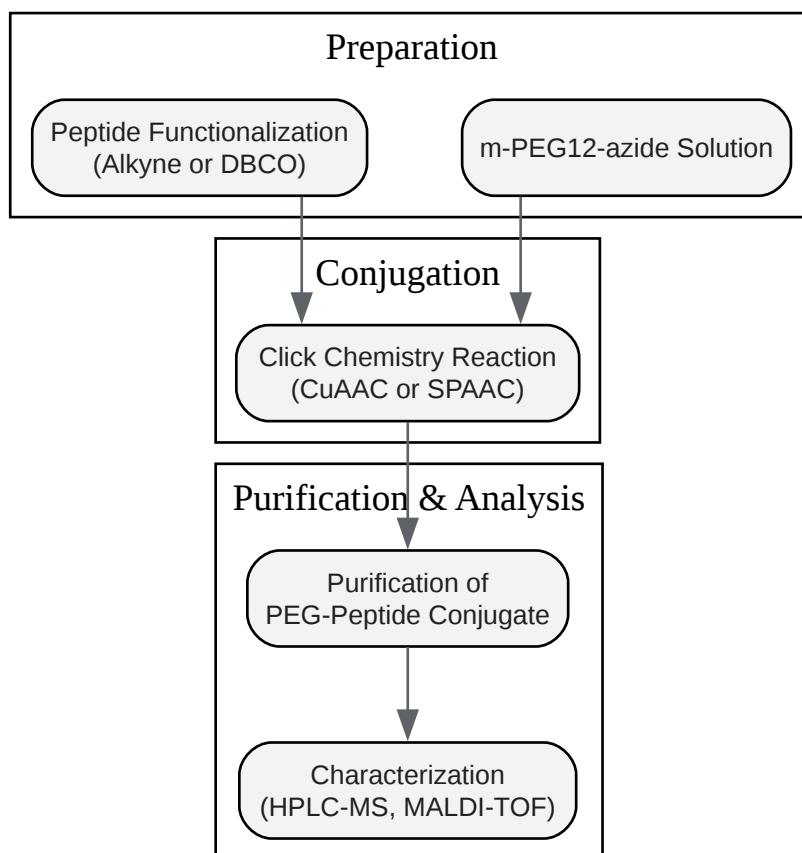 Preparation
Peptide Functionalization
(Alkyne or DBCO)
m-PEG12-azide Solution
Conjugation
Click Chemistry Reaction
(CuAAC or SPAAC)
Purification & Analysis
Purification of
PEG-Peptide Conjugate
Characterization
(HPLC-MS, MALDI-TOF)